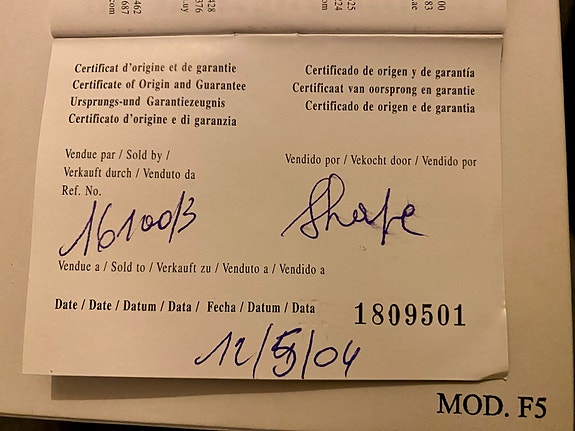 Certificat d'origine et de garantie
Certificate of Origin and Guarantee
Ursprungs-und Garantiezeugnis
Certificato d'origine e di garanzia
Certificado de origen y de garantía
Certificaat van oorsprong en garantie
Certificado de origen e de garantia
Vendue par / Sold by /
Verkauft durch / Venduto da
Ref. No.
16100/3
Vendido por / Vekocht door / Vendido por
Vendue a / Sold to / Verkauft zu / Venduto a / Vendido a
Date / Date / Datum / Data / Fecha / Datum / Data
1809501
12/5/04
MOD. F5